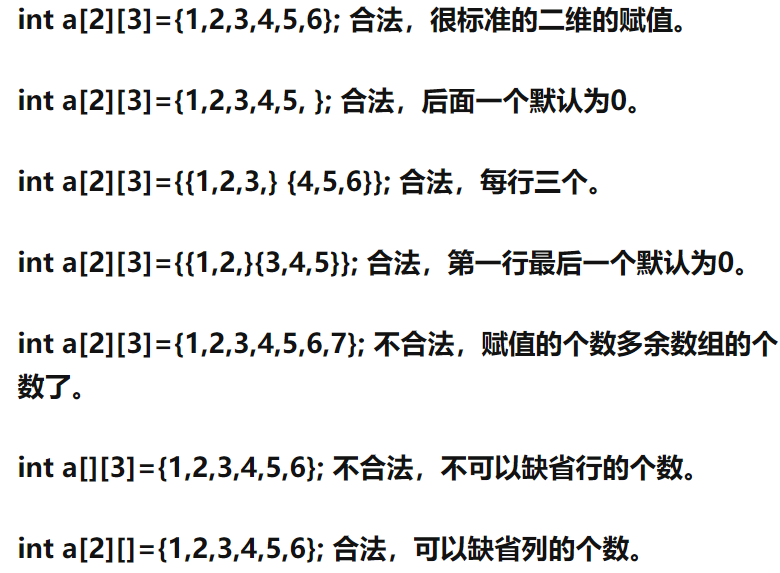 int a[2][3]={1,2,3,4,5,6}; 合法，很标准的二维的赋值。
int a[2][3]={1,2,3,4,5, }; 合法，后面一个默认为0。
int a[2][3]={{1,2,3,} {4,5,6}}; 合法，每行三个。
int a[2][3]={{1,2,}{3,4,5}}; 合法，第一行最后一个默认为0。
int a[2][3]={1,2,3,4,5,6,7}; 不合法，赋值的个数多余数组的个
数了。
int a[][3]={1,2,3,4,5,6}; 不合法，不可以缺省行的个数。
int a[2][]={1,2,3,4,5,6}; 合法，可以缺省列的个数。